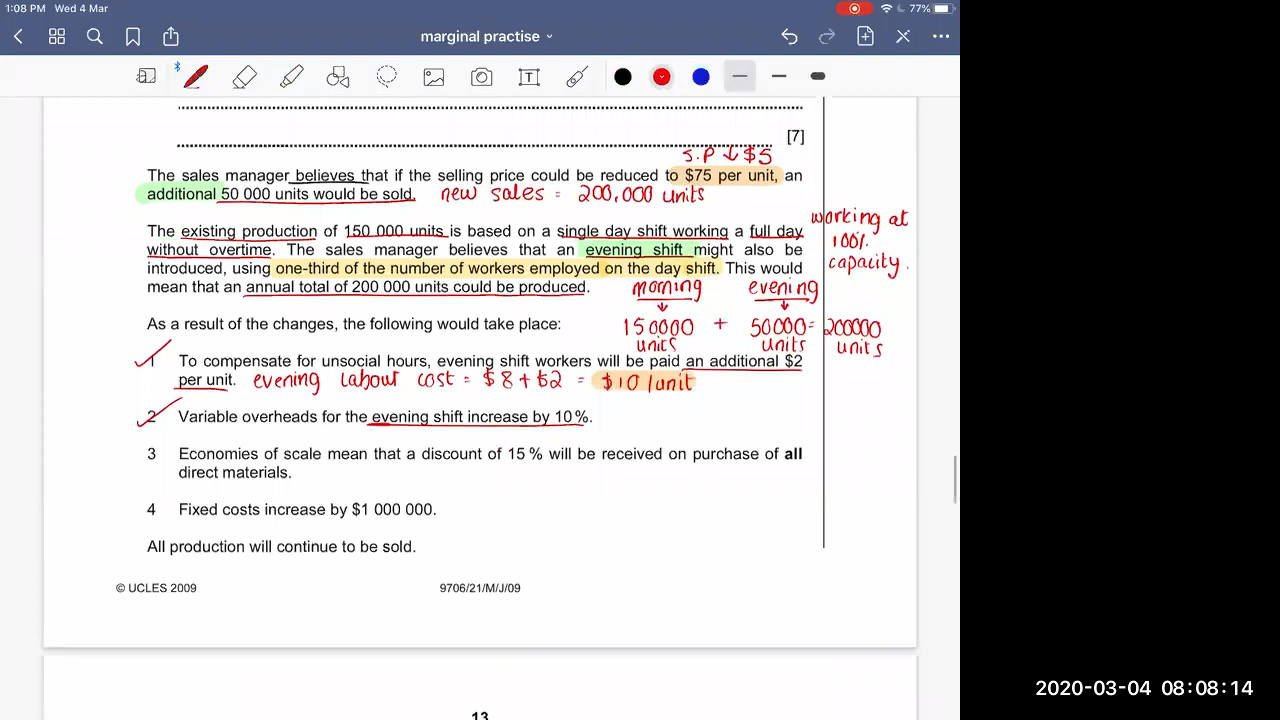 1:08 PM Wed 4 Mar
77%
marginal practise
[7]
S.P ↓ $5
The sales manager believes that if the selling price could be reduced to $75 per unit, an
additional 50 000 units would be sold. new sales = 200,000 units
The existing production of 150 000 units is based on a single day shift working a full day
without overtime. The sales manager believes that an evening shift might also be
introduced, using one-third of the number of workers employed on the day shift. This would
mean that an annual total of 200 000 units could be produced.
working at
100%
capacity.
morning evening
↓ ↓
As a result of the changes, the following would take place:
150000 + 50000 = 200000
units units units
1 To compensate for unsocial hours, evening shift workers will be paid an additional $2
per unit. evening labour cost = $8 + $2 = $10/unit
2 Variable overheads for the evening shift increase by 10 %.
3 Economies of scale mean that a discount of 15 % will be received on purchase of all
direct materials.
4 Fixed costs increase by $1 000 000.
All production will continue to be sold.
© UCLES 2009 9706/21/M/J/09
13
2020-03-04 08:08:14